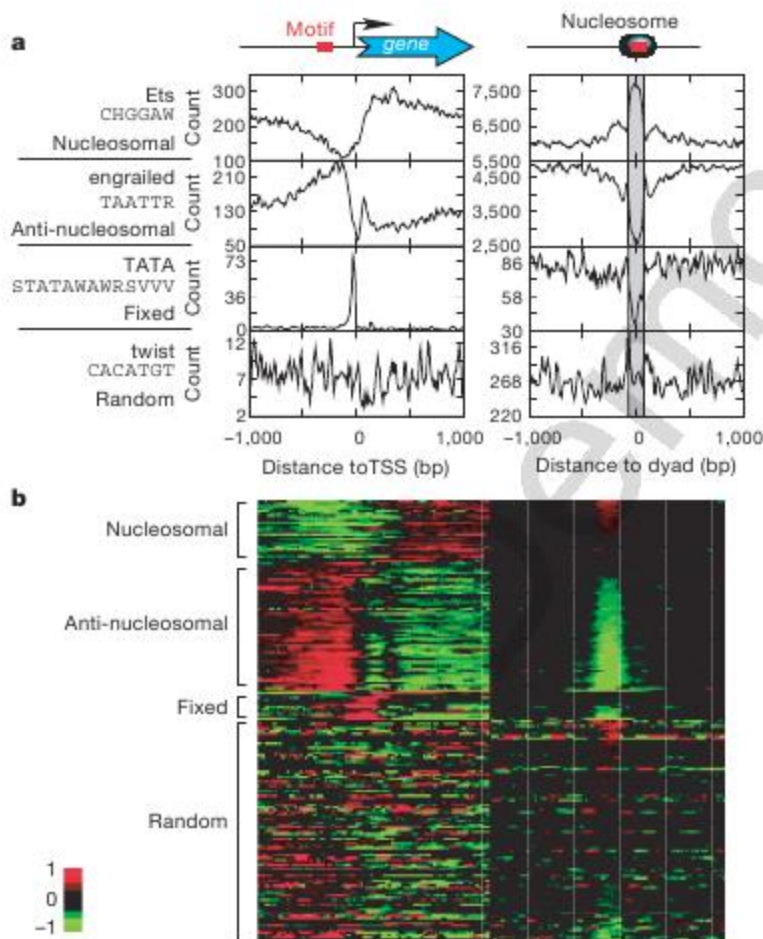 a
Motif
gene
Nucleosome
Ets
CHGGAW
Nucleosomal
Count
300
200
100
7,500
6,500
5,500
engrailed
TAATTR
Anti-nucleosomal
Count
210
130
50
4,500
3,500
2,500
TATA
STATAWAWRSVVV
Fixed
Count
73
36
0
86
58
30
twist
CACATGT
Random
Count
12
7
2
316
268
220
−1,000 0 1,000
−1,000 0 1,000
Distance toTSS (bp)
Distance to dyad (bp)
b
Nucleosomal
Anti-nucleosomal
Fixed
Random
1
0
−1